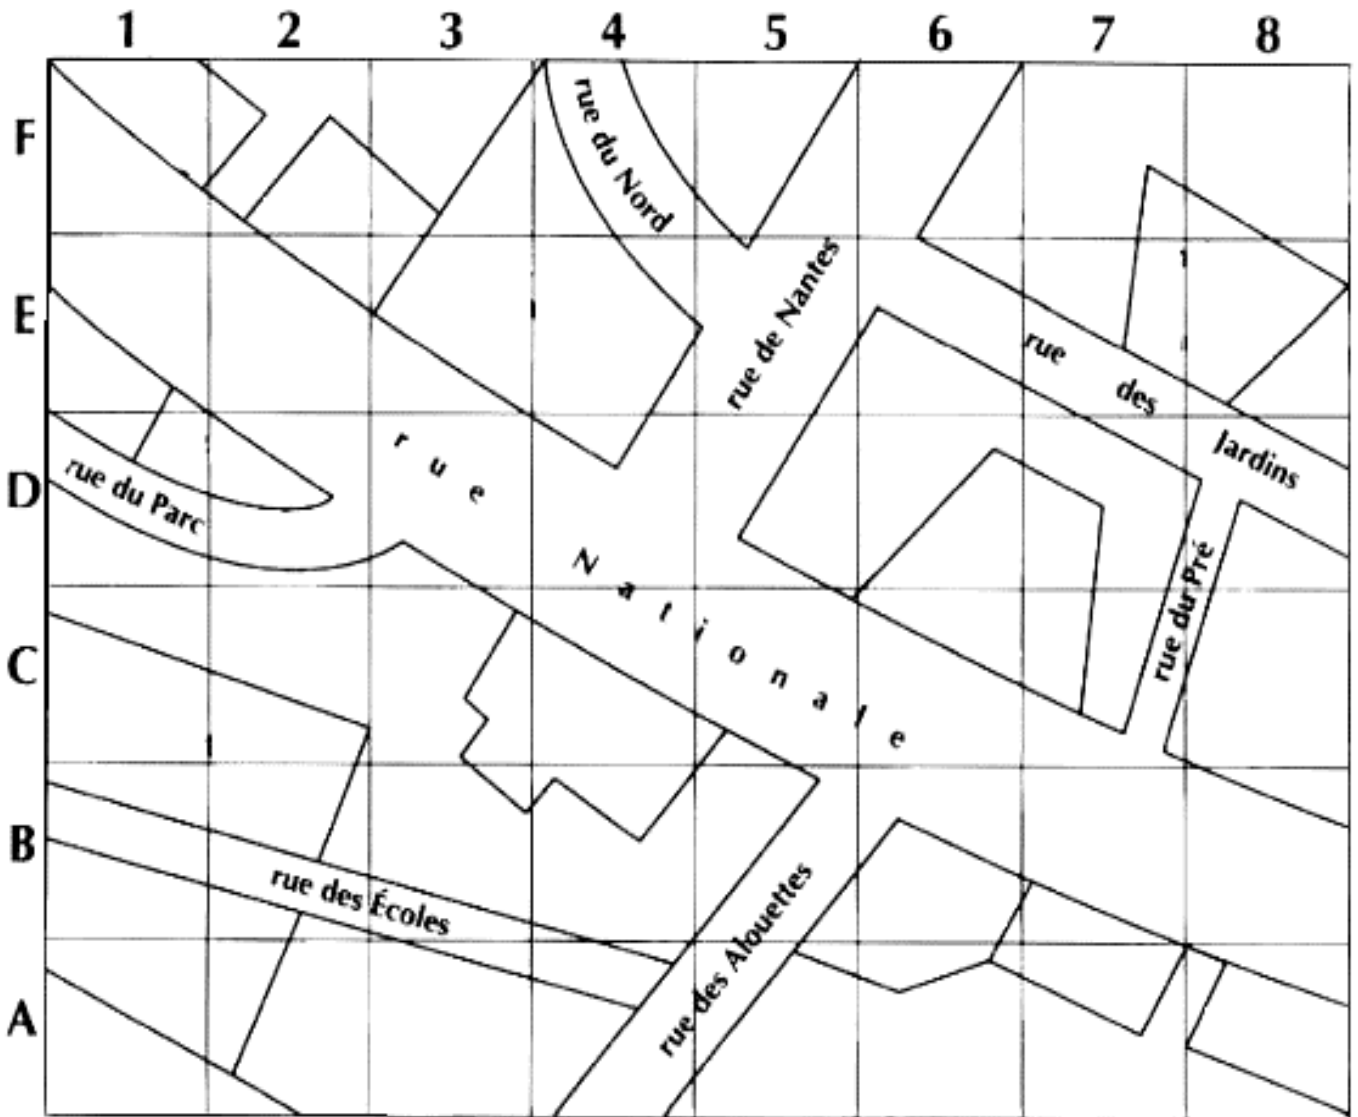 1 2 3 4 5 6 7 8
F
rue du Nord
rue de Nantes
E
rue des Jardins
D
rue du Parc
rue Nationale
rue du Pré
C
B
rue des Écoles
rue des Alouettes
A